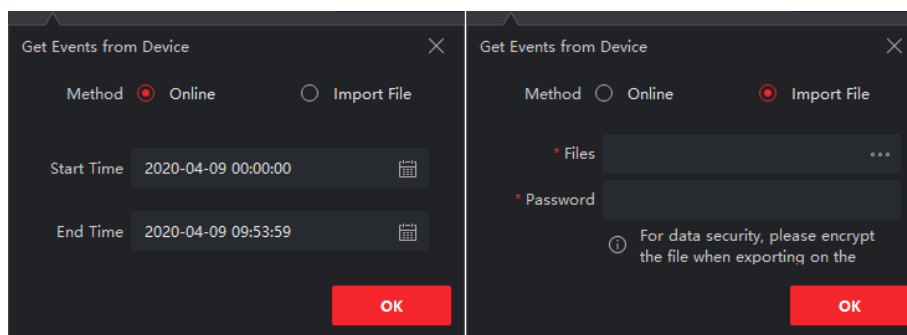 Get Events from Device
Method Online Import File
Start Time 2020-04-09 00:00:00
End Time 2020-04-09 09:53:59
OK
Get Events from Device
Method Online Import File
* Files
* Password
For data security, please encrypt
the file when exporting on the
OK